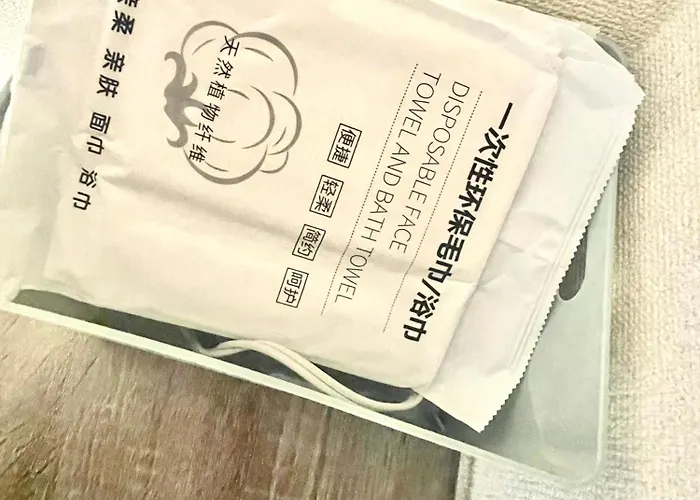 一次性环保毛巾/浴巾
DISPOSABLE FACE
TOWEL AND BATH TOWEL
便捷 轻柔 简约 呵护
天然植物纤维
柔 亲肤 面巾 浴巾